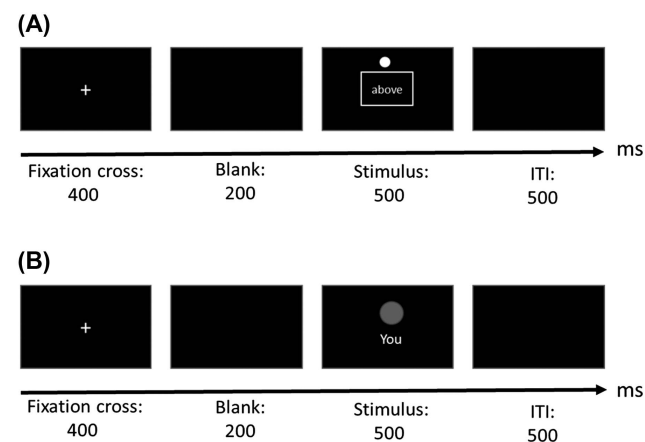 (A)
+
above
ms
Fixation cross:
400
Blank:
200
Stimulus:
500
ITI:
500
(B)
+
You
ms
Fixation cross:
400
Blank:
200
Stimulus:
500
ITI:
500